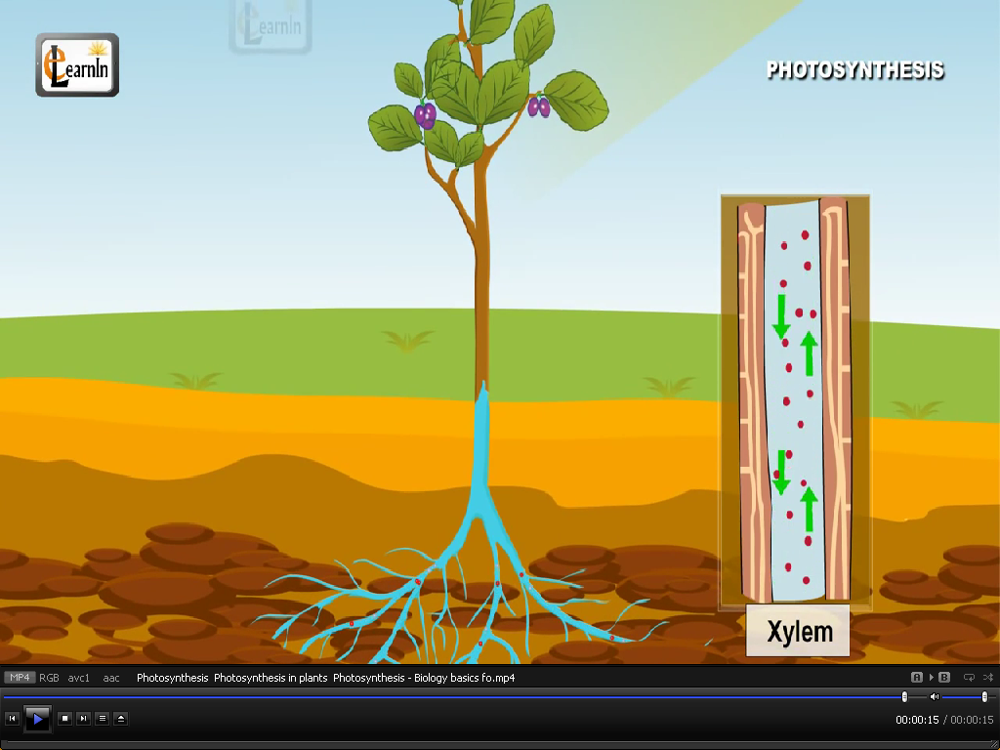 eLearnIn
eLearnIn
PHOTOSYNTHESIS
Xylem
MP4 RGB avc1 aac Photosynthesis Photosynthesis in plants Photosynthesis - Biology basics fo.mp4
A B
00:00:15 / 00:00:15